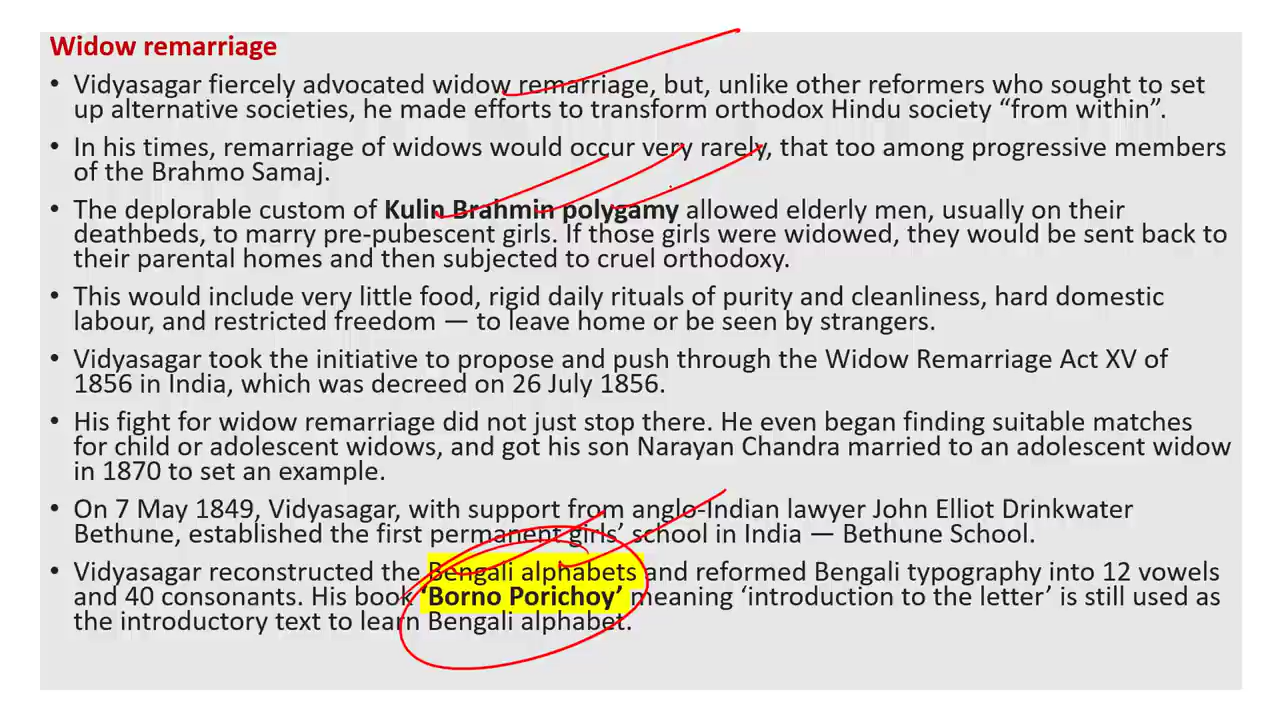 Widow remarriage
• Vidyasagar fiercely advocated widow remarriage, but, unlike other reformers who sought to set
up alternative societies, he made efforts to transform orthodox Hindu society “from within”.
• In his times, remarriage of widows would occur very rarely, that too among progressive members
of the Brahmo Samaj.
• The deplorable custom of Kulin Brahmin polygamy allowed elderly men, usually on their
deathbeds, to marry pre-pubescent girls. If those girls were widowed, they would be sent back to
their parental homes and then subjected to cruel orthodoxy.
• This would include very little food, rigid daily rituals of purity and cleanliness, hard domestic
labour, and restricted freedom — to leave home or be seen by strangers.
• Vidyasagar took the initiative to propose and push through the Widow Remarriage Act XV of
1856 in India, which was decreed on 26 July 1856.
• His fight for widow remarriage did not just stop there. He even began finding suitable matches
for child or adolescent widows, and got his son Narayan Chandra married to an adolescent widow
in 1870 to set an example.
• On 7 May 1849, Vidyasagar, with support from anglo-Indian lawyer John Elliot Drinkwater
Bethune, established the first permanent girls’ school in India — Bethune School.
• Vidyasagar reconstructed the Bengali alphabets and reformed Bengali typography into 12 vowels
and 40 consonants. His book ‘Borno Porichoy’ meaning ‘introduction to the letter’ is still used as
the introductory text to learn Bengali alphabet.